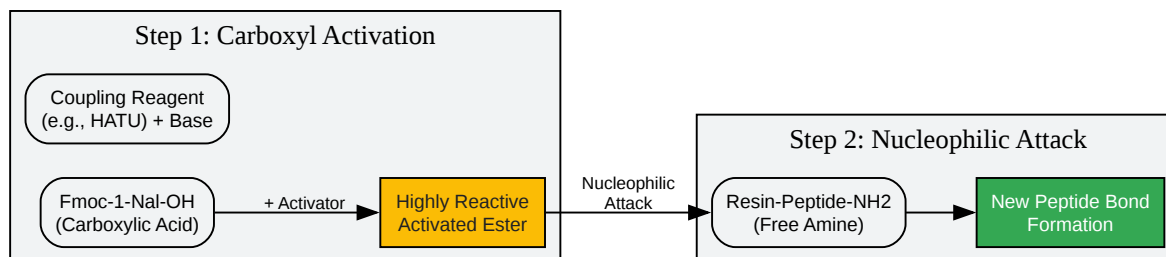 Step 1: Carboxyl Activation
Coupling Reagent
(e.g., HATU) + Base
Fmoc-1-Nal-OH
(Carboxylic Acid)
+ Activator
Highly Reactive
Activated Ester
Nucleophilic
Attack
Step 2: Nucleophilic Attack
Resin-Peptide-NH2
(Free Amine)
New Peptide Bond
Formation